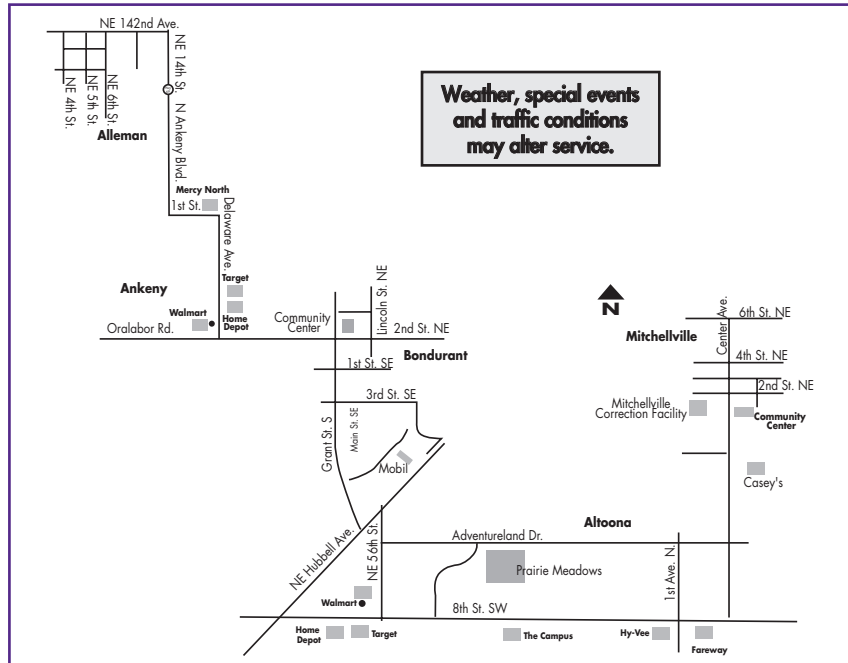 NE 142nd Ave.
NE 14th St.
N Ankeny Blvd.
NE 4th St.
NE 5th St.
NE 6th St.
Alleman
Weather, special events
and traffic conditions
may alter service.
Mercy North
1st St.
Delaware Ave.
Target
Ankeny
Walmart
Home
Depot
Oralabor Rd.
Community
Center
Lincoln St. NE
2nd St. NE
Bondurant
1st St. SE
3rd St. SE
Grant St. S
Main St. SE
Mobil
N
Mitchellville
Center Ave.
6th St. NE
4th St. NE
2nd St. NE
Mitchellville
Correction Facility
Community
Center
Casey's
Altoona
NE Hubbell Ave.
NE 56th St.
Adventureland Dr.
Prairie Meadows
1st Ave. N.
Walmart
8th St. SW
Home
Depot
Target
The Campus
Hy-Vee
Fareway